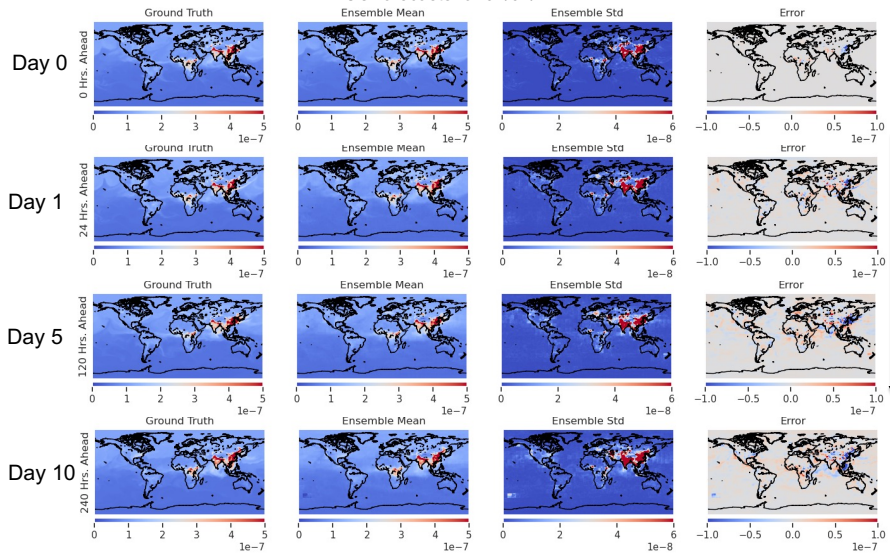 Ground Truth Ensemble Mean Ensemble Std Error
Day 0
0 Hrs. Ahead
0 1 2 3 4 5 0 1 2 3 4 5 0 2 4 6 −1.0 −0.5 0.0 0.5 1.0
1e−7 1e−7 1e−8 1e−7
Ground Truth Ensemble Mean Ensemble Std Error
Day 1
24 Hrs. Ahead
0 1 2 3 4 5 0 1 2 3 4 5 0 2 4 6 −1.0 −0.5 0.0 0.5 1.0
1e−7 1e−7 1e−8 1e−7
Ground Truth Ensemble Mean Ensemble Std Error
Day 5
120 Hrs. Ahead
0 1 2 3 4 5 0 1 2 3 4 5 0 2 4 6 −1.0 −0.5 0.0 0.5 1.0
1e−7 1e−7 1e−8 1e−7
Ground Truth Ensemble Mean Ensemble Std Error
Day 10
240 Hrs. Ahead
0 1 2 3 4 5 0 1 2 3 4 5 0 2 4 6 −1.0 −0.5 0.0 0.5 1.0
1e−7 1e−7 1e−8 1e−7